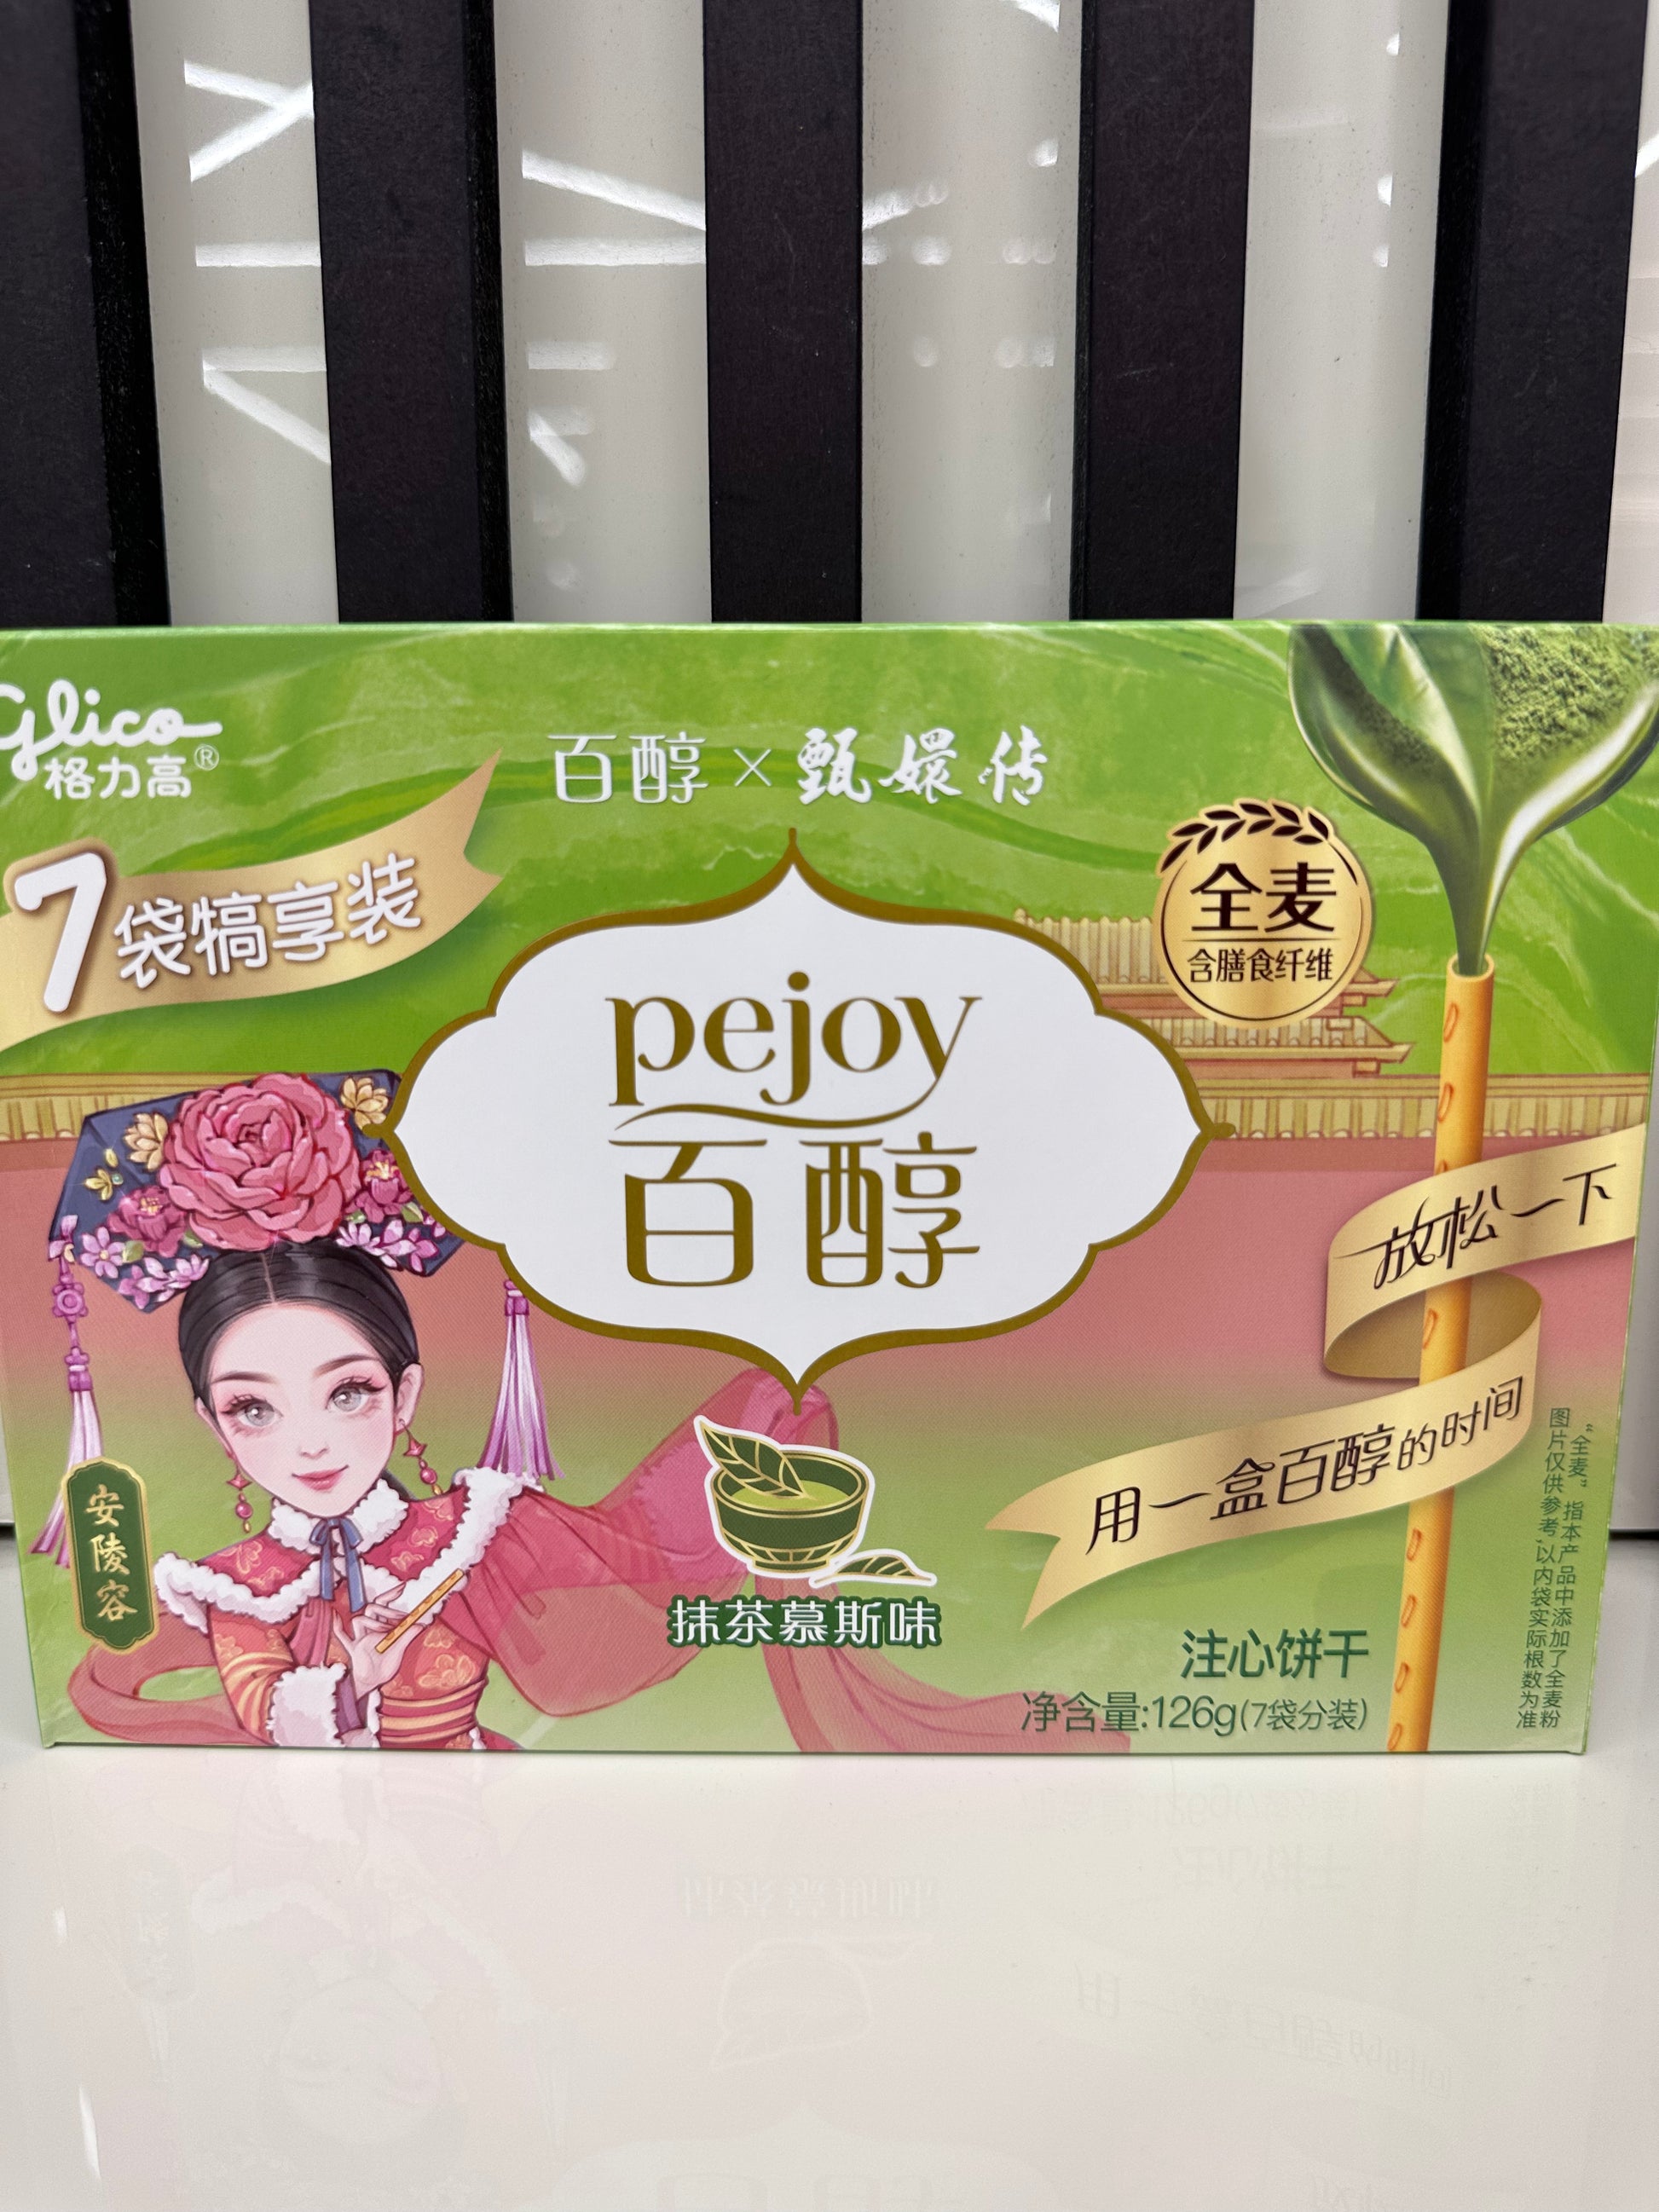 Glico
格力高®
百醇×甄嬛传
7袋犒享装
全麦
含膳食纤维
pejoy
百醇
放松一下
用一盒百醇的时间
安陵容
抹茶慕斯味
注心饼干
净含量:126g(7袋分装)
“全麦”指本产品中添加了全麦粉
图片仅供参考,以内袋实际根数为准